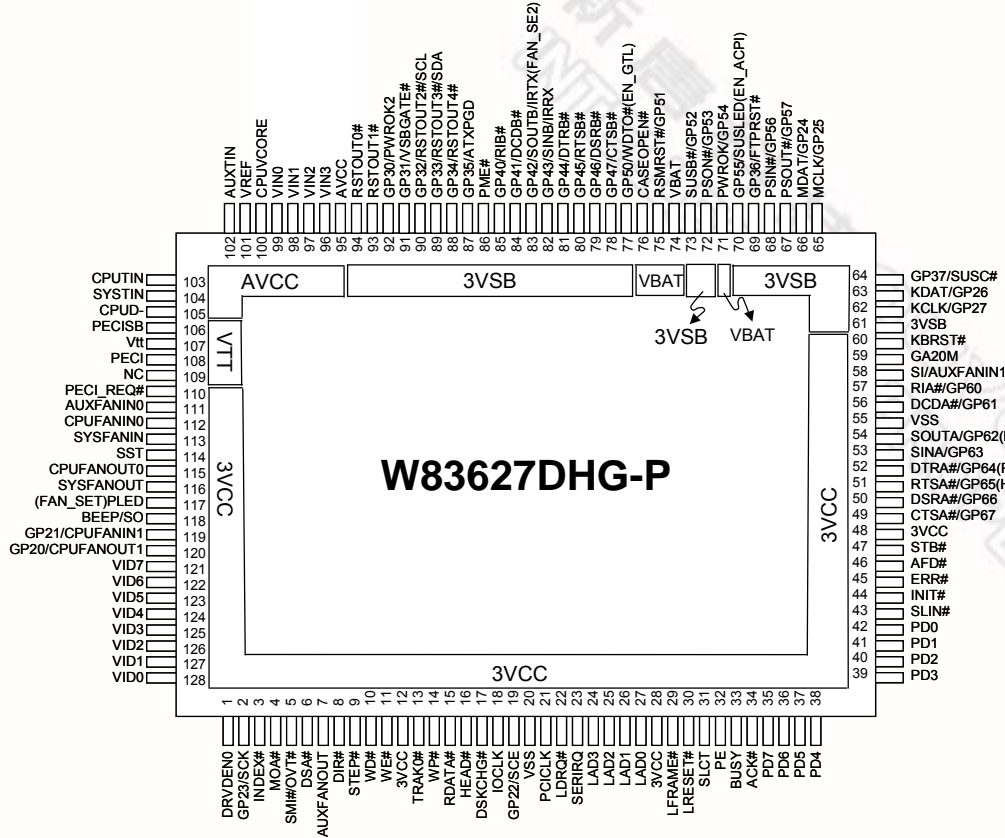 AUXTIN
VREF
CPUVCORE
VIN0
VIN1
VIN2
VIN3
AVCC
RSTOUT0#
RSTOUT1#
GP30/PWROK2
GP31/VSBGATE#
GP32/RSTOUT2#/SCL
GP33/RSTOUT3#/SDA
GP34/RSTOUT4#
GP35/ATXPGD
PME#
GP40/RIB#
GP41/DCDB#
GP42/SOUTB/IRTX(FAN_SE2)
GP43/SINB/IRRX
GP44/DTRB#
GP45/RTSB#
GP46/DSRB#
GP47/CTSB#
GP50/WDTO#(EN_GTL)
CASEOPEN#
RSMRST#/GP51
VBAT
SUSB#/GP52
PSON#/GP53
PWROK/GP54
GP55/SUSLED(EN_ACPI)
GP36/FTPRST#
PSIN#/GP56
PSOUT#/GP57
MDAT/GP24
MCLK/GP25
102 101 100 99 98 97 96 95 94 93 92 91 90 89 88 87 86 85 84 83 82 81 80 79 78 77 76 75 74 73 72 71 70 69 68 67 66 65
CPUTIN 103
SYSTIN 104
CPUD- 105
PECISB 106
Vtt 107
PECI 108
NC 109
PECI_REQ# 110
AUXFANIN0 111
CPUFANIN0 112
SYSFANIN 113
SST 114
CPUFANOUT0 115
SYSFANOUT 116
(FAN_SET)PLED 117
BEEP/SO 118
GP21/CPUFANIN1 119
GP20/CPUFANOUT1 120
VID7 121
VID6 122
VID5 123
VID4 124
VID3 125
VID2 126
VID1 127
VID0 128
AVCC
3VSB
VBAT
3VSB
3VSB
VBAT
VTT
3VCC
W83627DHG-P
3VCC
3VCC
64 GP37/SUSC#
63 KDAT/GP26
62 KCLK/GP27
61 3VSB
60 KBRST#
59 GA20M
58 SI/AUXFANIN1
57 RIA#/GP60
56 DCDA#/GP61
55 VSS
54 SOUTA/GP62(
53 SINA/GP63
52 DTRA#/GP64(
51 RTSA#/GP65(
50 DSRA#/GP66
49 CTSA#/GP67
48 3VCC
47 STB#
46 AFD#
45 ERR#
44 INIT#
43 SLIN#
42 PD0
41 PD1
40 PD2
39 PD3
1 2 3 4 5 6 7 8 9 10 11 12 13 14 15 16 17 18 19 20 21 22 23 24 25 26 27 28 29 30 31 32 33 34 35 36 37 38
DRVDEN0
GP23/SCK
INDEX#
MOA#
SMI#/OVT#
DSA#
AUXFANOUT
DIR#
STEP#
WD#
WE#
3VCC
TRAK0#
WP#
RDATA#
HEAD#
DSKCHG#
IOCLK
GP22/SCE
VSS
PCICLK
LDRQ#
SERIRQ
LAD3
LAD2
LAD1
LAD0
3VCC
LFRAME#
LRESET#
SLCT
PE
BUSY
ACK#
PD7
PD6
PD5
PD4